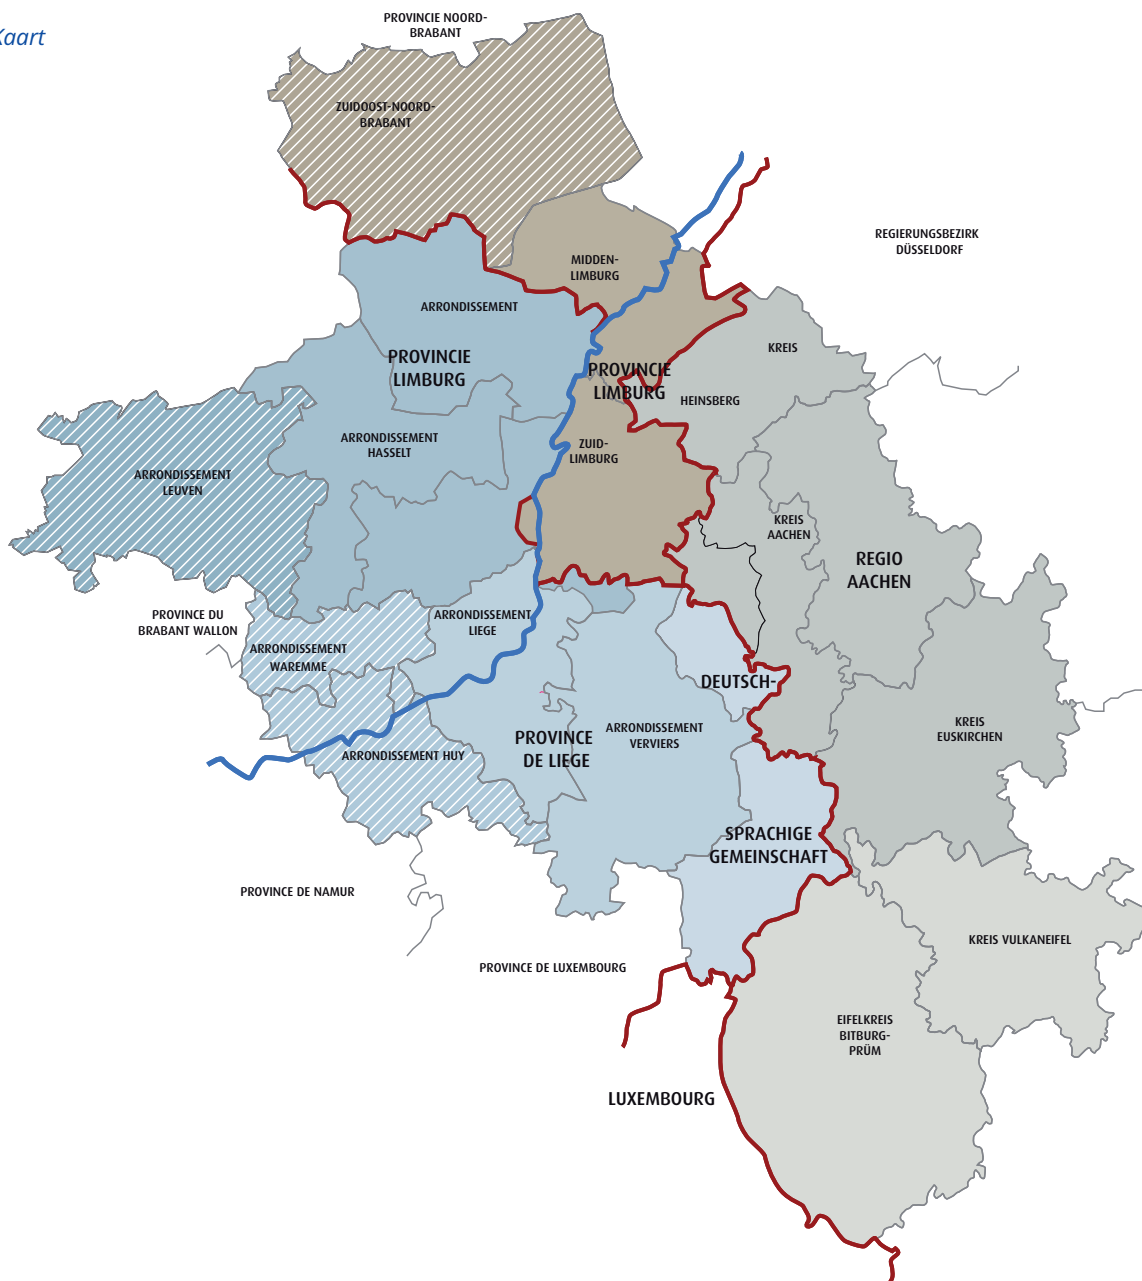 Kaart
PROVINCIE NOORD-
BRABANT
ZUIDOOST-NOORD-
BRABANT
REGIERUNGSBEZIRK
DÜSSELDORF
MIDDEN-
LIMBURG
ARRONDISSEMENT
KREIS
PROVINCIE
LIMBURG
PROVINCIE
LIMBURG
HEINSBERG
ARRONDISSEMENT
HASSELT
ZUID-
LIMBURG
ARRONDISSEMENT
LEUVEN
KREIS
AACHEN
REGIO
AACHEN
PROVINCE DU
BRABANT WALLON
ARRONDISSEMENT
LIEGE
ARRONDISSEMENT
WAREMME
DEUTSCH-
ARRONDISSEMENT
VERVIERS
KREIS
EUSKIRCHEN
PROVINCE
DE LIEGE
ARRONDISSEMENT HUY
SPRACHIGE
GEMEINSCHAFT
PROVINCE DE NAMUR
KREIS VULKANEIFEL
PROVINCE DE LUXEMBOURG
EIFELKREIS
BITBURG-
PRÜM
LUXEMBOURG